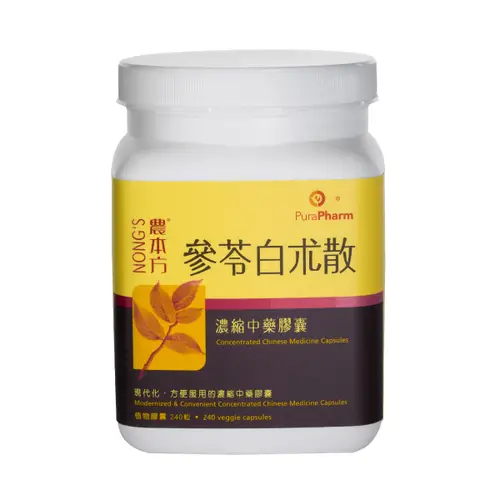 PuraPharm
NONG'S
農本方®
參苓白朮散
濃縮中藥膠囊
Concentrated Chinese Medicine Capsules
現代化，方便服用的濃縮中藥膠囊
Modernized & Convenient Concentrated Chinese Medicine Capsules
植物膠囊 240粒 • 240 veggie capsules